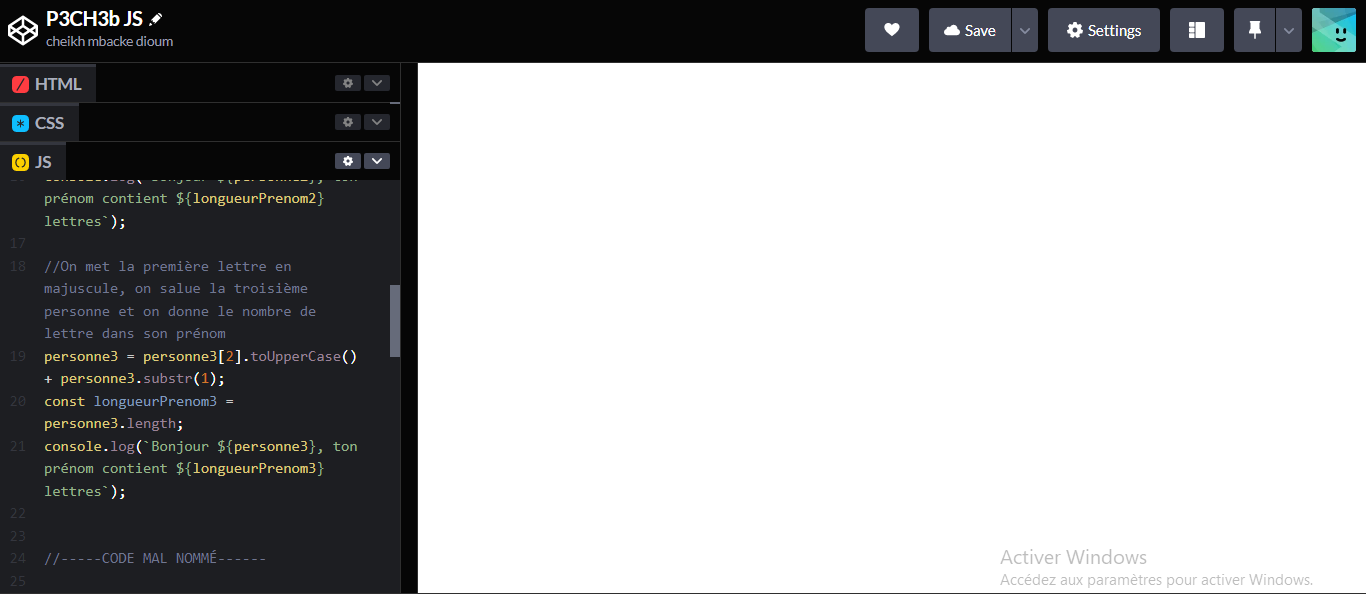 P3CH3b JS
cheikh mbacke dioum
Save
Settings
HTML
CSS
JS
prénom contient ${longueurPrenom2}
lettres`);
17
18 //On met la première lettre en
majuscule, on salue la troisième
personne et on donne le nombre de
lettre dans son prénom
19 personne3 = personne3[2].toUpperCase()
+ personne3.substr(1);
20 const longueurPrenom3 =
personne3.length;
21 console.log(`Bonjour ${personne3}, ton
prénom contient ${longueurPrenom3}
lettres`);
22
23
24 //-----CODE MAL NOMMÉ------
25
Activer Windows
Accédez aux paramètres pour activer Windows.